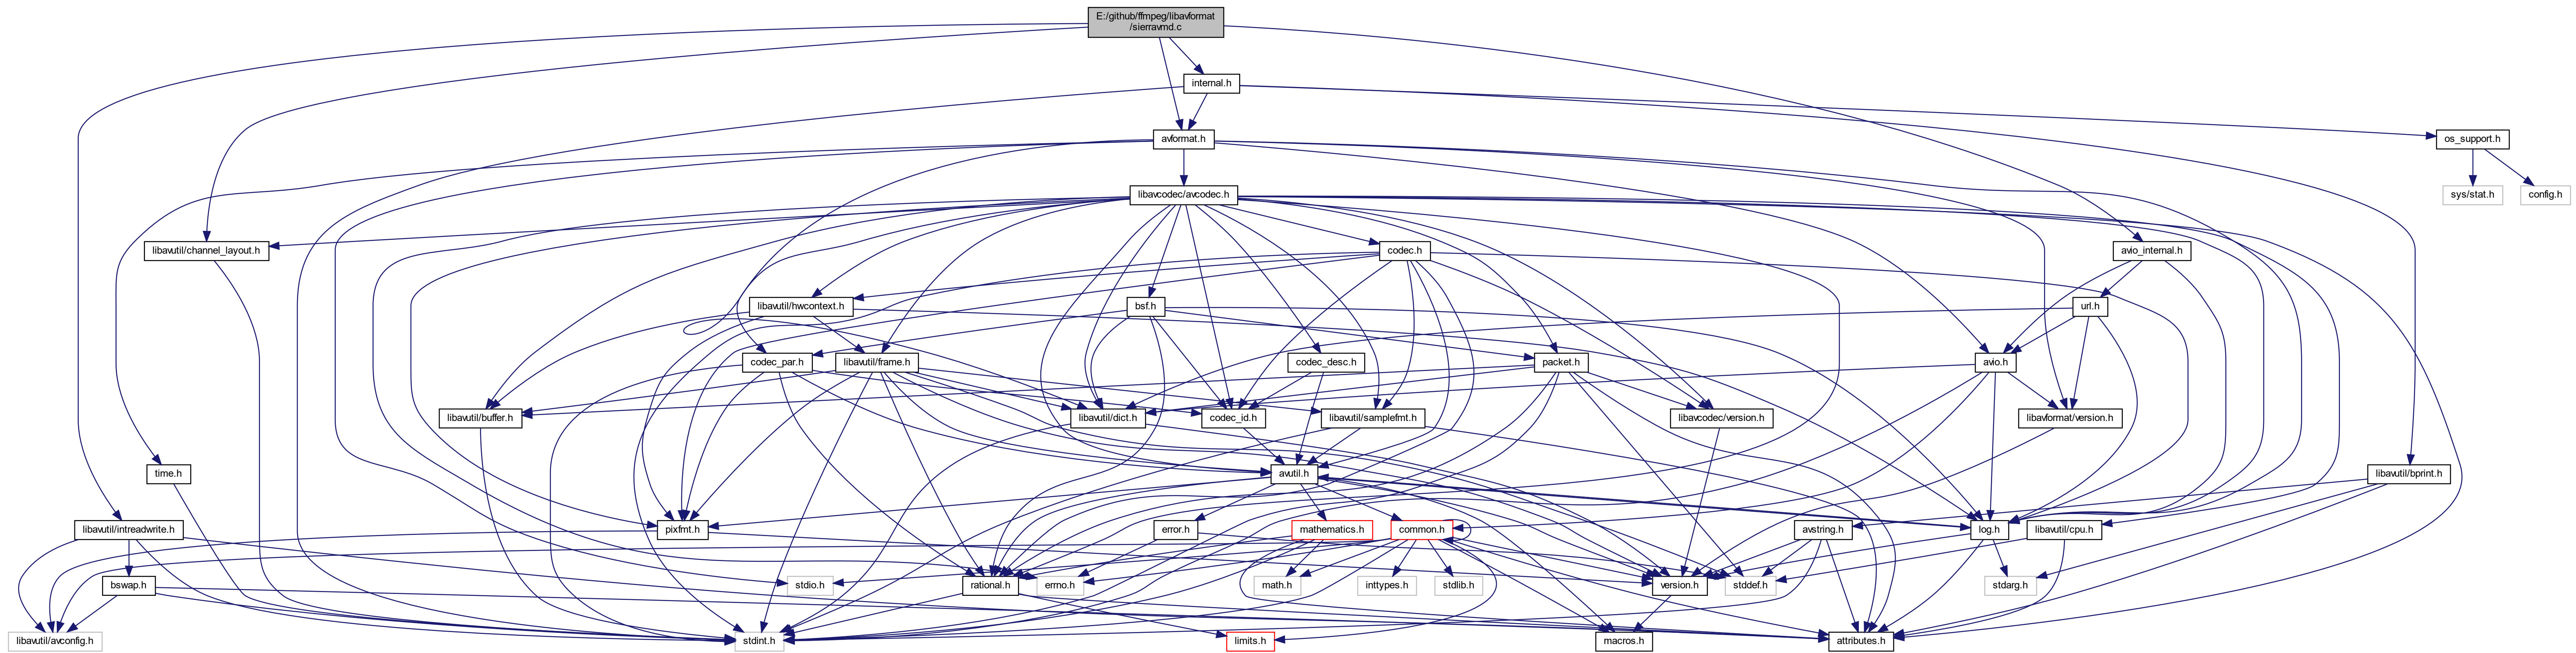 E:/github/ffmpeg/libavformat
/sierravmd.c
internal.h
avformat.h
os_support.h
libavcodec/avcodec.h
sys/stat.h
config.h
libavutil/channel_layout.h
codec.h
avio_internal.h
libavutil/hwcontext.h
bsf.h
url.h
codec_par.h
libavutil/frame.h
codec_desc.h
packet.h
avio.h
libavutil/buffer.h
libavutil/dict.h
codec_id.h
libavutil/samplefmt.h
libavcodec/version.h
libavformat/version.h
time.h
avutil.h
libavutil/bprint.h
libavutil/intreadwrite.h
pixfmt.h
error.h
mathematics.h
common.h
avstring.h
log.h
libavutil/cpu.h
bswap.h
stdio.h
rational.h
errno.h
math.h
inttypes.h
stdlib.h
version.h
stddef.h
stdarg.h
libavutil/avconfig.h
stdint.h
limits.h
macros.h
attributes.h